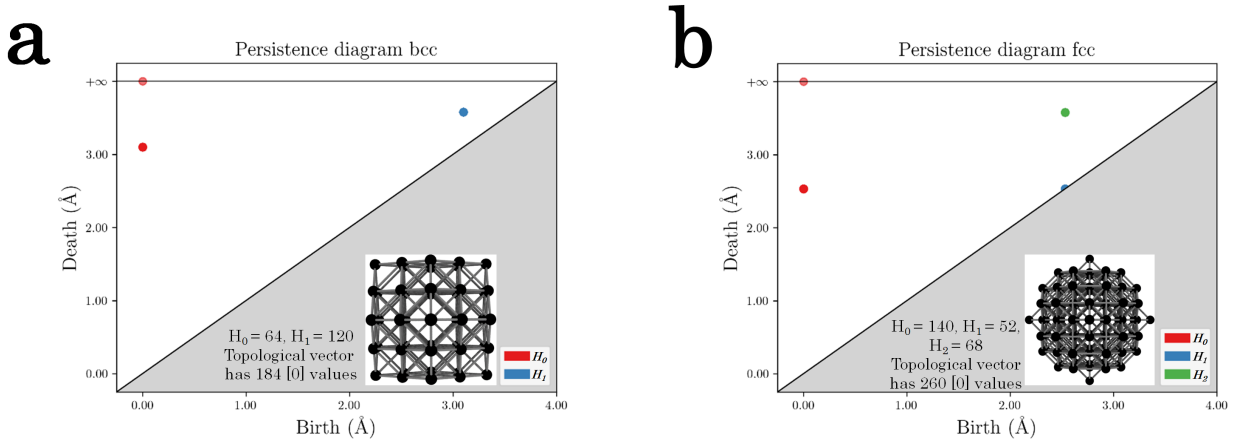 a
Persistence diagram bcc
+∞
3.00
2.00
1.00
0.00
Death (Å)
H₀ = 64, H₁ = 120
Topological vector
has 184 [0] values
H₀
H₁
0.00 1.00 2.00 3.00 4.00
Birth (Å)
b
Persistence diagram fcc
+∞
3.00
2.00
1.00
0.00
Death (Å)
H₀ = 140, H₁ = 52,
H₂ = 68
Topological vector
has 260 [0] values
H₀
H₁
H₂
0.00 1.00 2.00 3.00 4.00
Birth (Å)